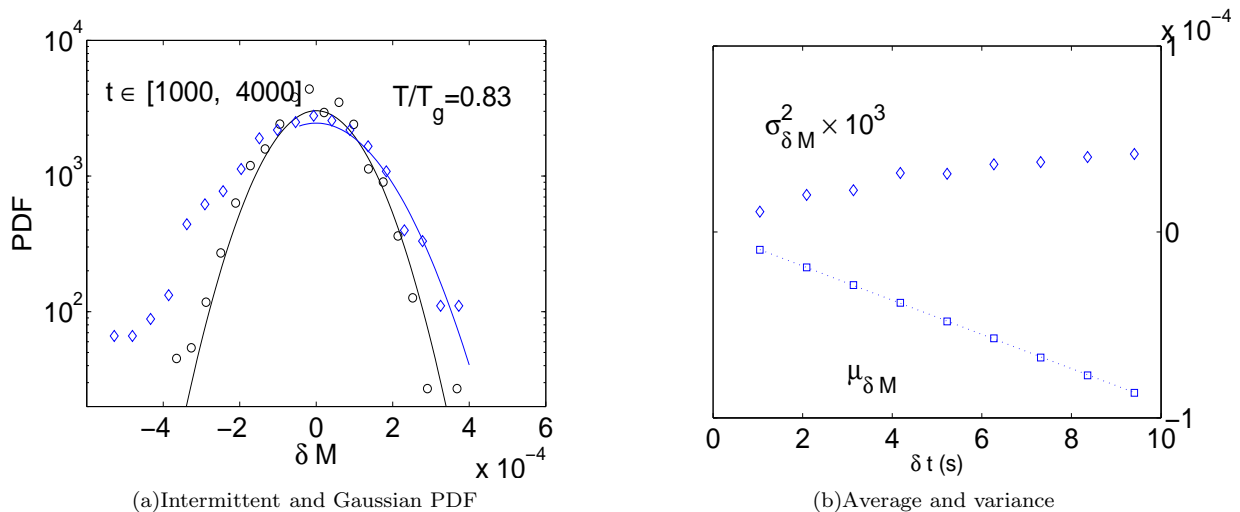 10^4
t ∈ [1000, 4000]
T/T_g=0.83
10^3
PDF
10^2
−4 −2 0 2 4 6
δ M
x 10^−4
(a)Intermittent and Gaussian PDF
x 10^−4
1
σ^2_δ M × 10^3
0
μ_δ M
−1
0 2 4 6 8 10
δ t (s)
(b)Average and variance